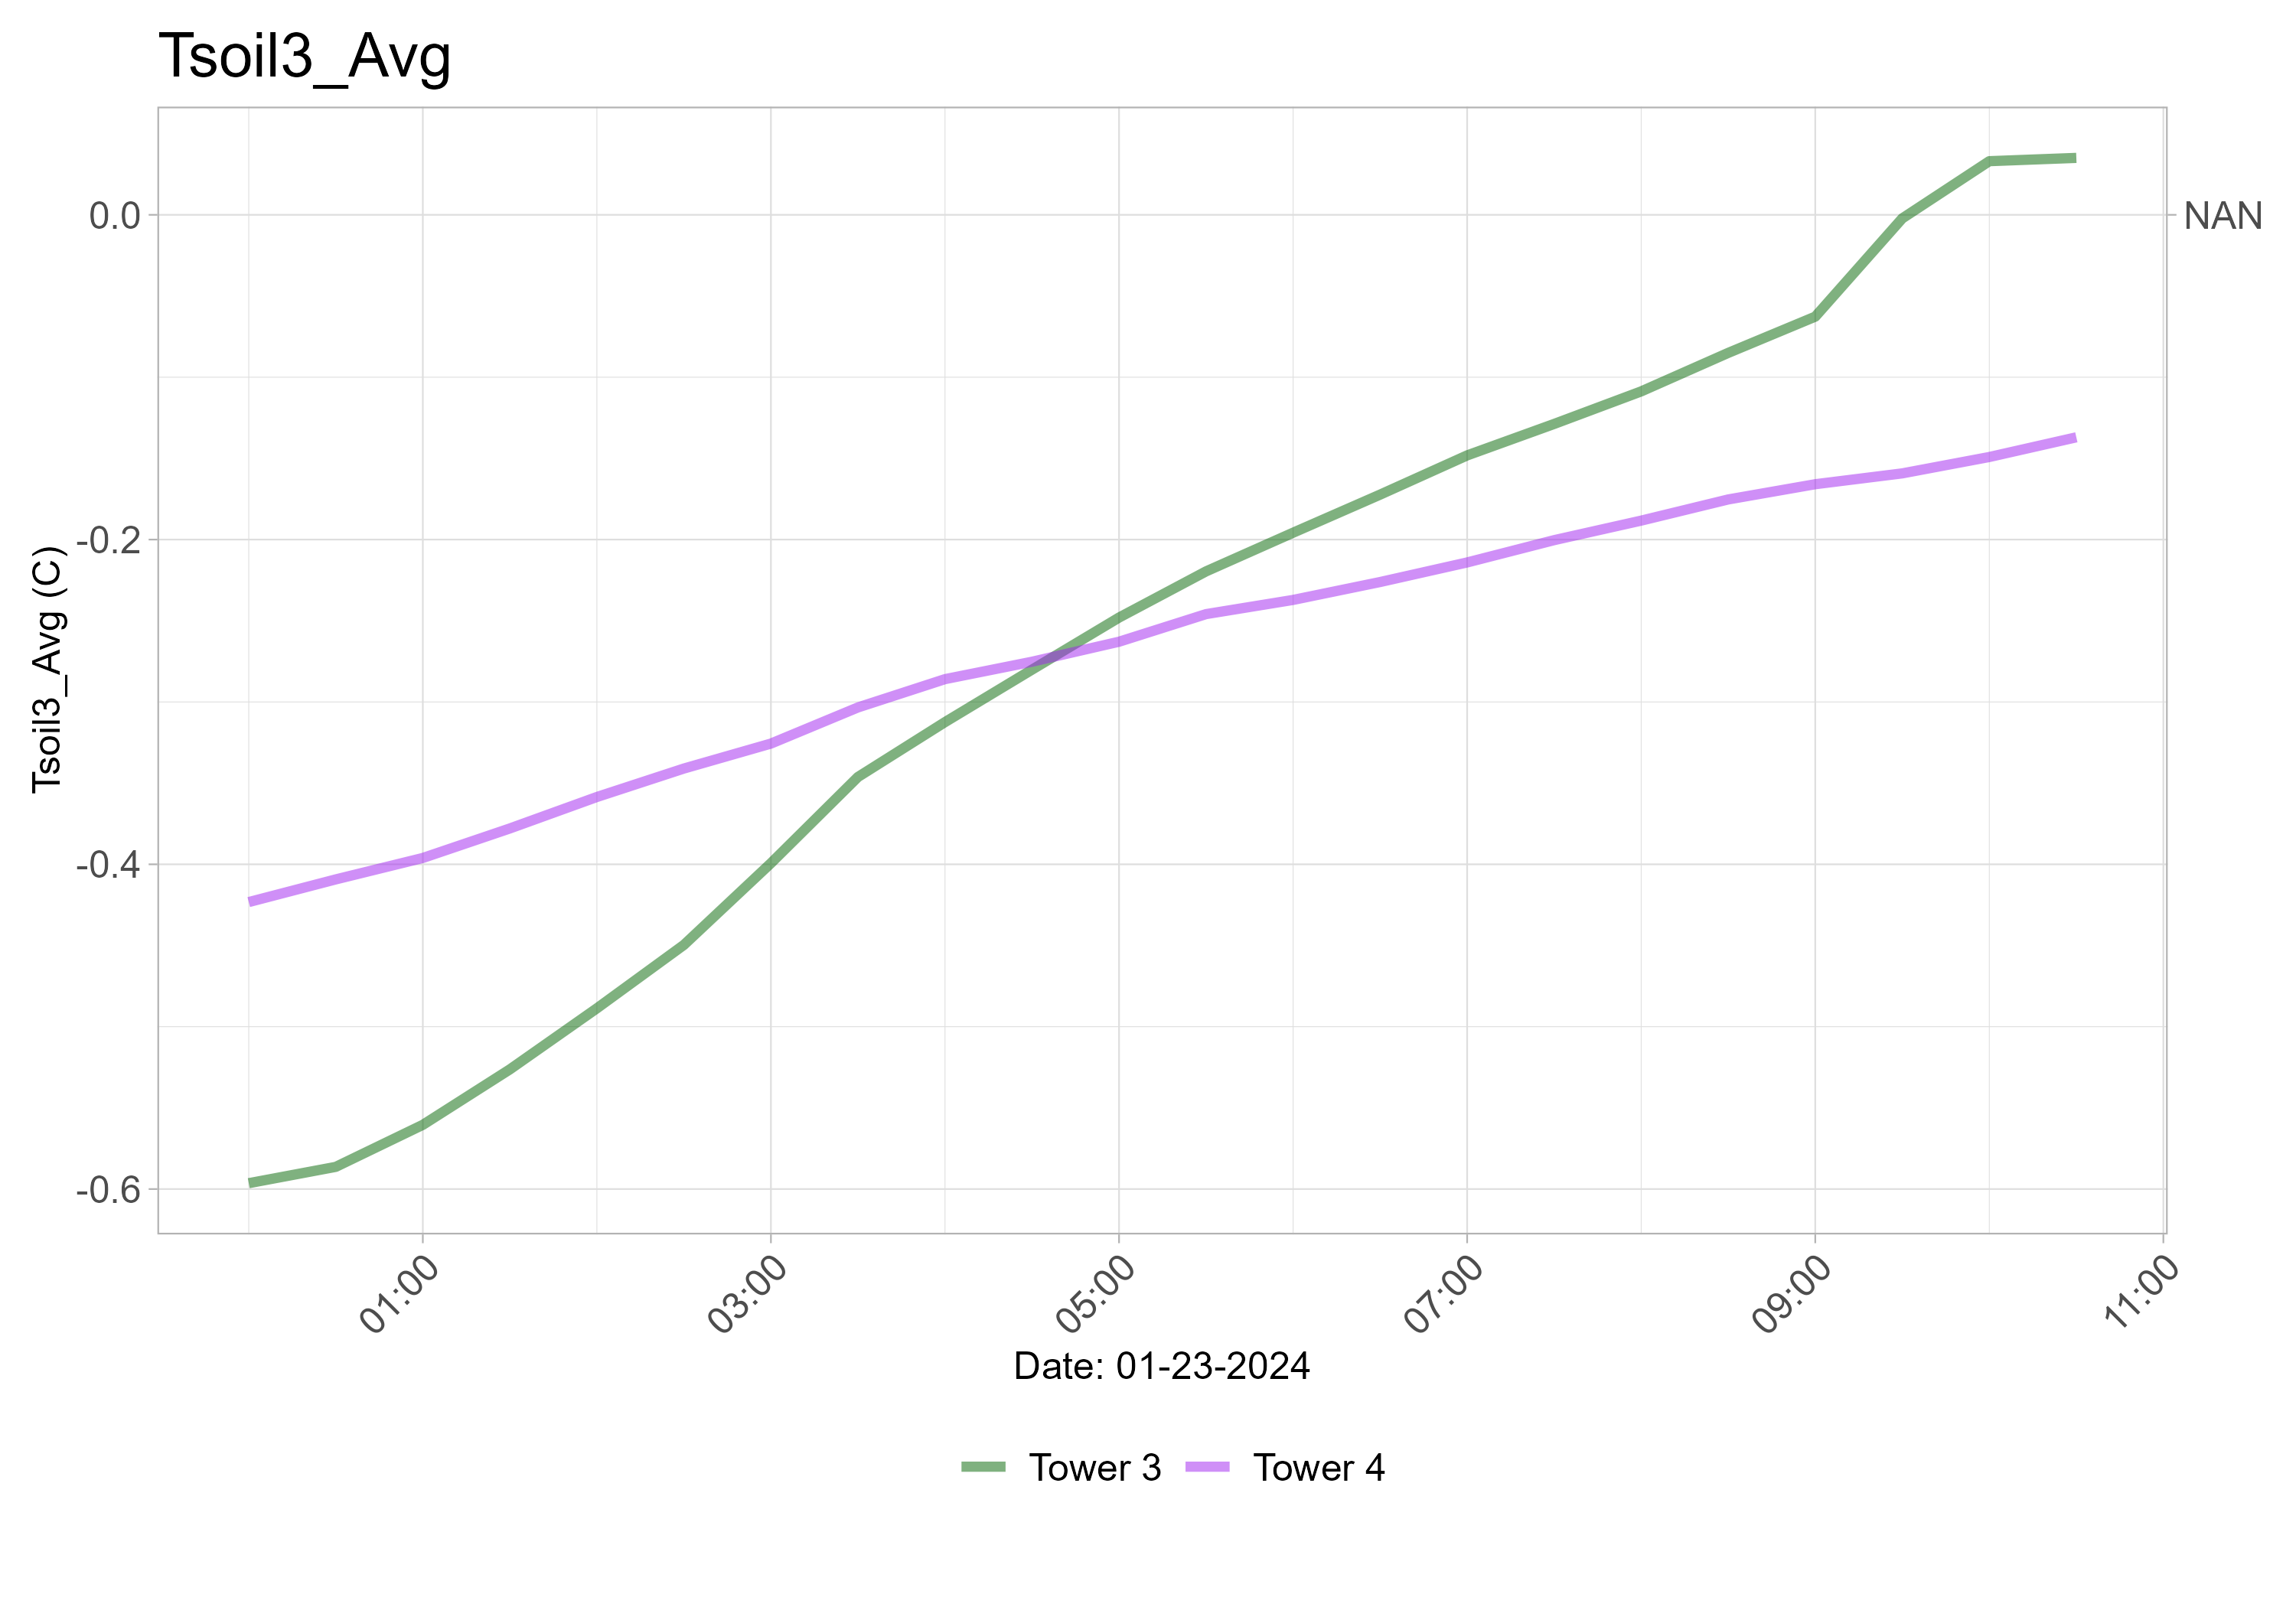 Tsoil3_Avg
Tsoil3_Avg (C)
0.0
-0.2
-0.4
-0.6
NAN
01:00
03:00
05:00
07:00
09:00
11:00
Date: 01-23-2024
Tower 3
Tower 4